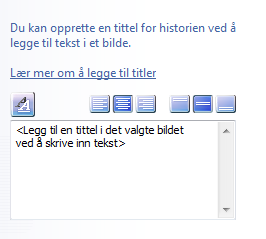 Du kan opprette en tittel for historien ved å
legge til tekst i et bilde.
Lær mer om å legge til titler
<Legg til en tittel i det valgte bildet
ved å skrive inn tekst>